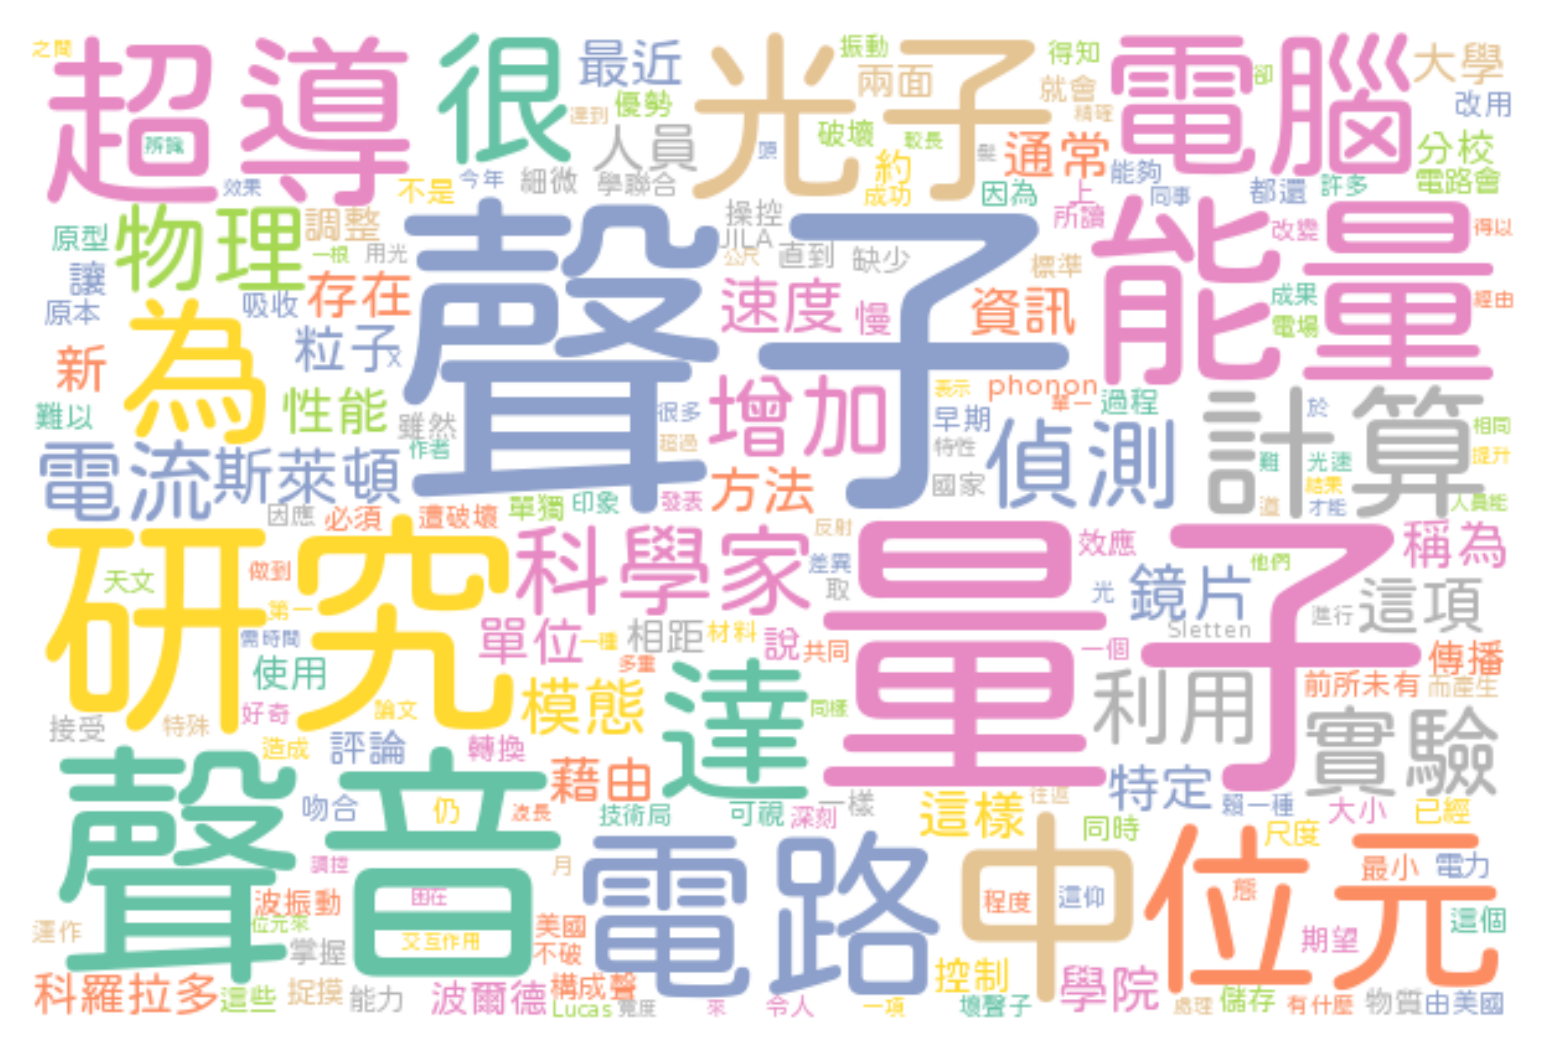 之間
超導
很
最近
光子
振動
兩面
得知
就會
電腦
卻
大學
改用
優勢
達到
人員
破壞
較長
精確
通常
能夠
分校
電路會
辨識
效果
不是
今年
細微
學聯合
頭
約
成功
髮
因為
上
所謂
同事
都還
許多
原型
物理
調整
一根
用光
聲子
操控
JILA
公尺
直到
缺少
標準
能量
改變
得以
讓
原本
吸收
存在
速度
慢
資訊
成果
電場
經由
新
為
粒子
X
性能
難以
雖然
作者
很多
超過
增加
表示
phonon
單一
過程
早期
特性
偵測
計算
於
相同
難
光速
提升
電流
斯萊頓
方法
國家
結果
道
才能
人員能
因應
必須
遭破壞
單獨
印象
發表
研究
天文
做到
第一
需時間
科學家
反射
差異
取
量子
效應
他們
稱為
光
鏡片
Sletten
進行
這項
單位
一種
相距
材料
說
共同
一個
傳播
使用
多重
前所未有
而產生
接受
特殊
好奇
論文
模態
達
同樣
利用
實驗
造成
評論
轉換
藉由
特定
聲音
吻合
仍
波長
技術局
可視
深刻
一樣
這樣
往返
同時
賴一種
大小
已經
尺度
調控
月
電路
中
位元
最小
電力
困在
波振動
程度
這仰
態
運作
位元來
掌握
交互作用
美國
不破
期望
這個
科羅拉多
這些
捉摸
能力
波爾德
構成聲
Lucas
寬度
來
令人
一項
控制
壞聲子
學院
處理
儲存
有什麼
物質
由美國